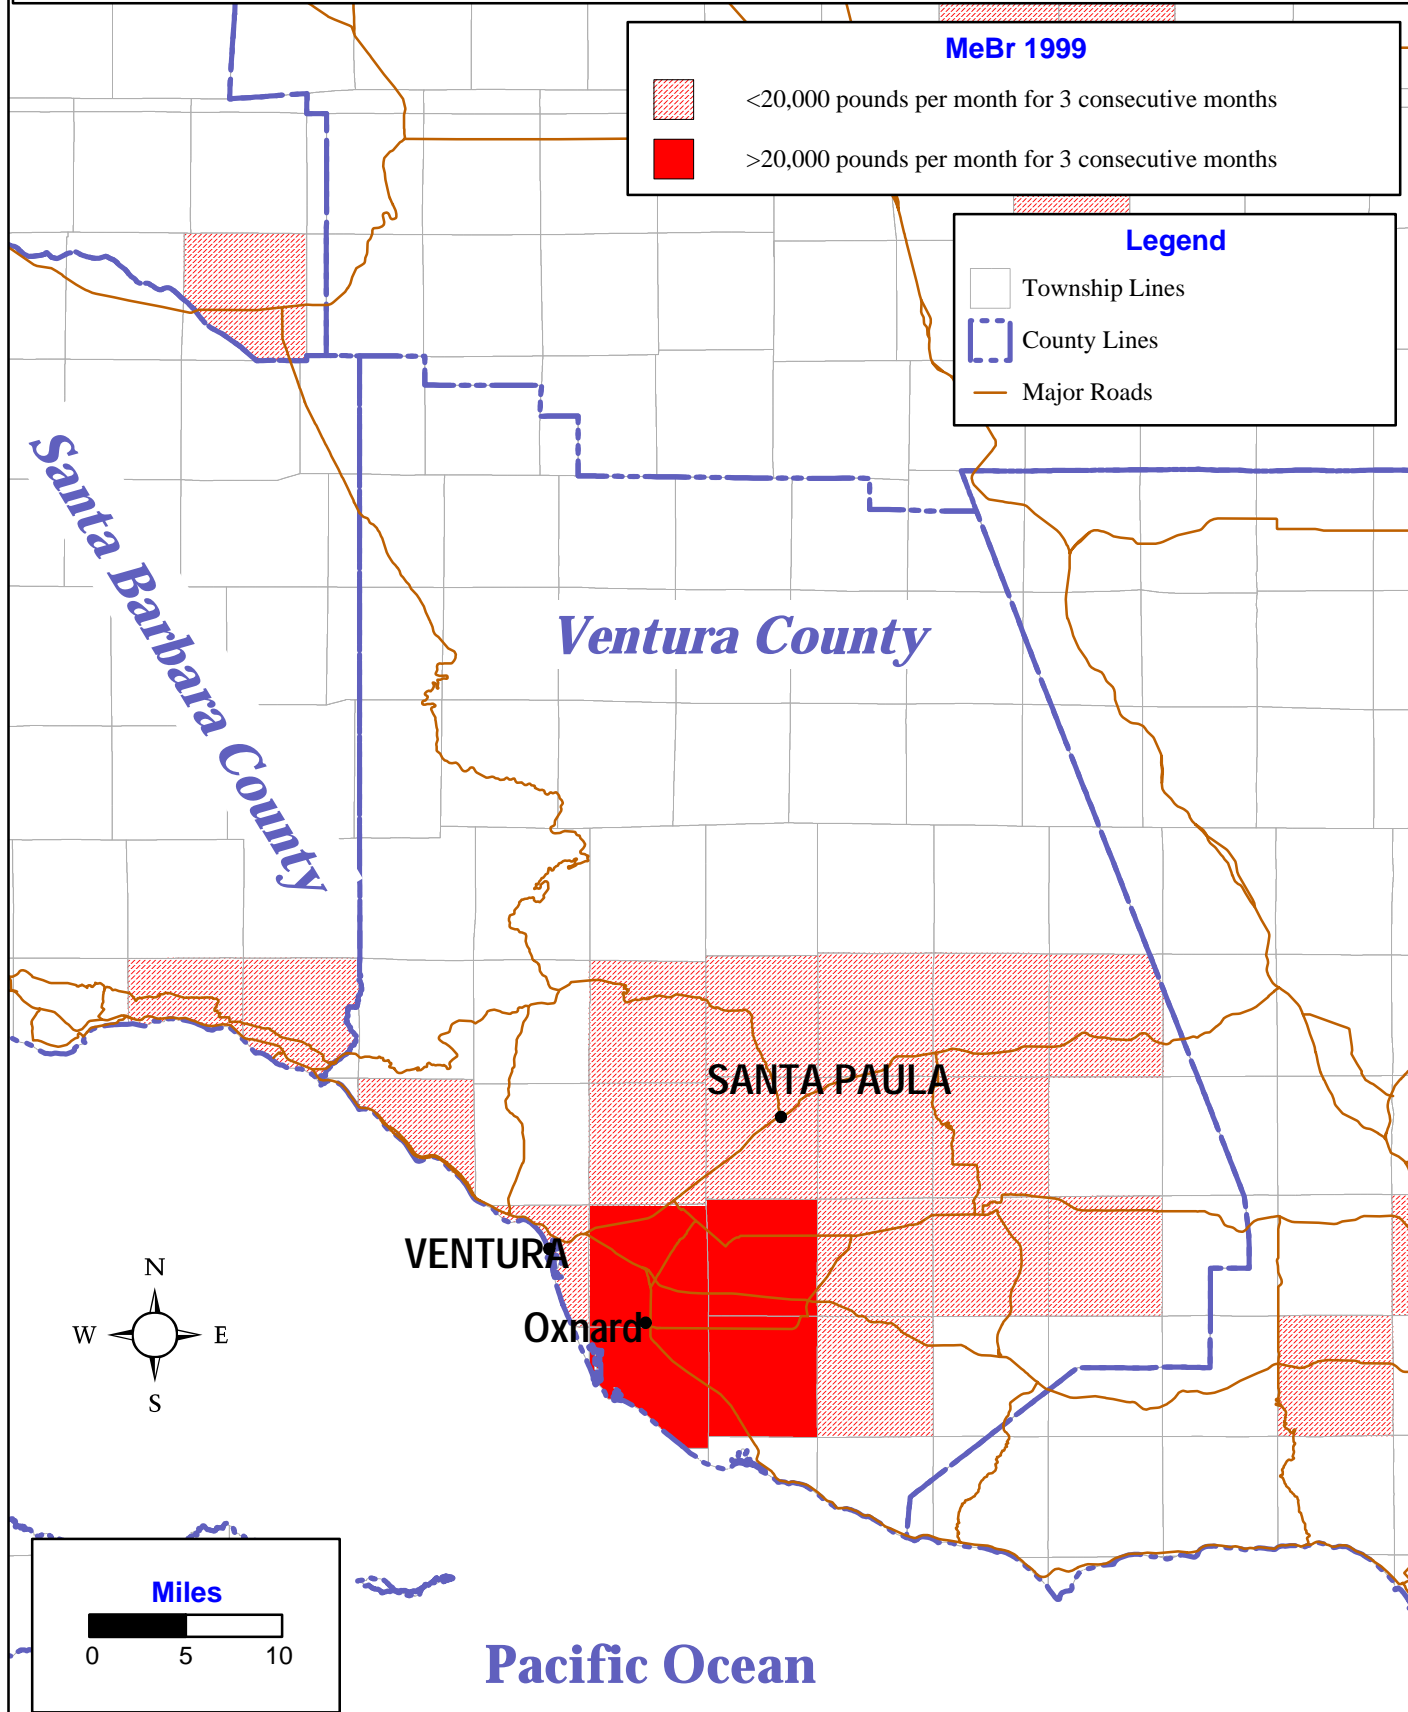 MeBr 1999
<20,000 pounds per month for 3 consecutive months
>20,000 pounds per month for 3 consecutive months
Legend
Township Lines
County Lines
Major Roads
Santa Barbara County
Ventura County
SANTA PAULA
VENTURA
Oxnard
N
W E
S
Miles
0 5 10
Pacific Ocean